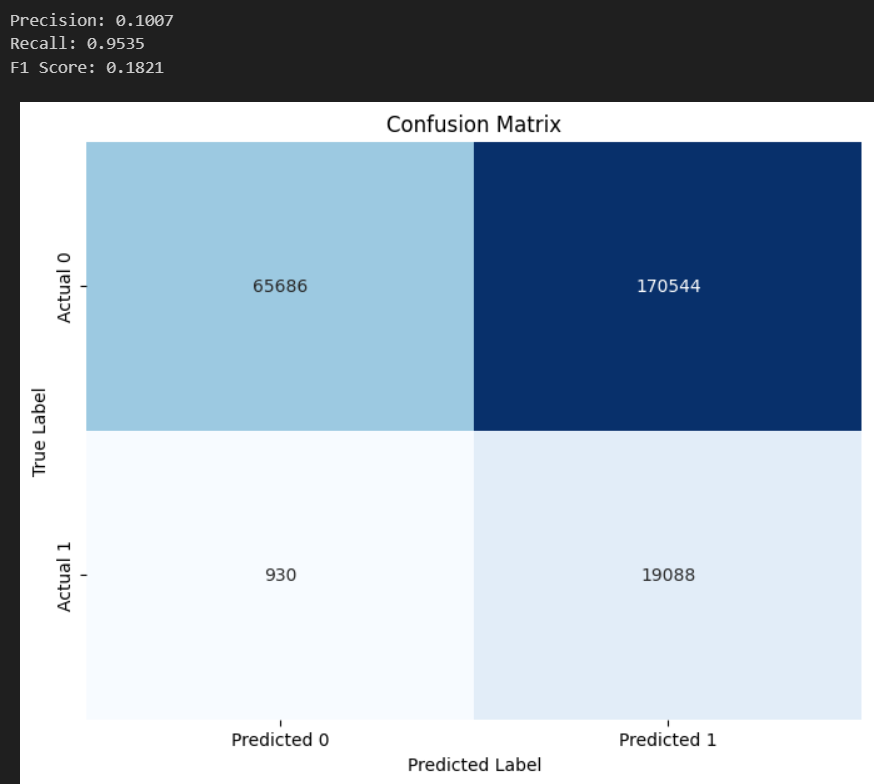 Precision: 0.1007
Recall: 0.9535
F1 Score: 0.1821
Confusion Matrix
Actual 0
65686
170544
True Label
Actual 1
930
19088
Predicted 0
Predicted 1
Predicted Label